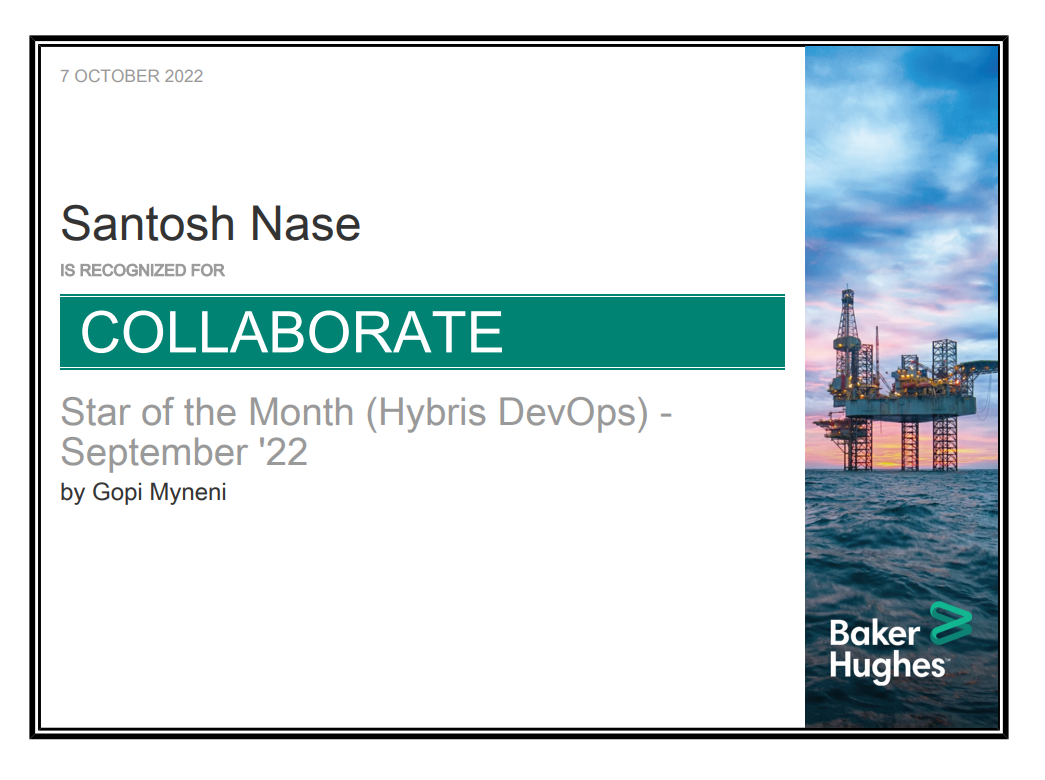 7 OCTOBER 2022
Santosh Nase
IS RECOGNIZED FOR
COLLABORATE
Star of the Month (Hybris DevOps) -
September '22
by Gopi Myneni
Baker
Hughes